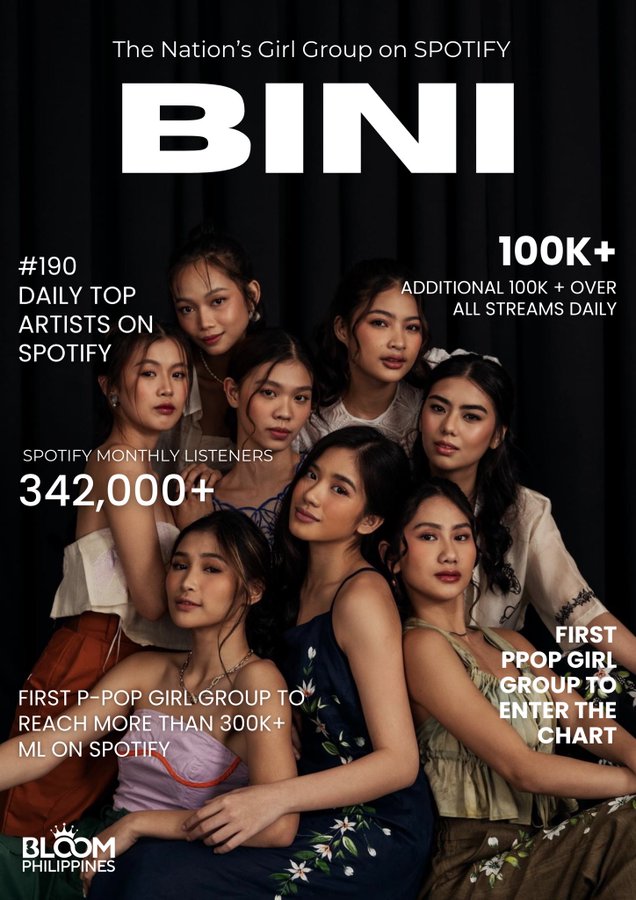 The Nation's Girl Group on SPOTIFY
BINI
#190
DAILY TOP
ARTISTS ON
SPOTIFY
100K+
ADDITIONAL 100K + OVER
ALL STREAMS DAILY
SPOTIFY MONTHLY LISTENERS
342,000+
FIRST
PPOP GIRL
GROUP TO
ENTER THE
CHART
FIRST P-POP GIRL GROUP TO
REACH MORE THAN 300K+
ML ON SPOTIFY
BLOOM
PHILIPPINES